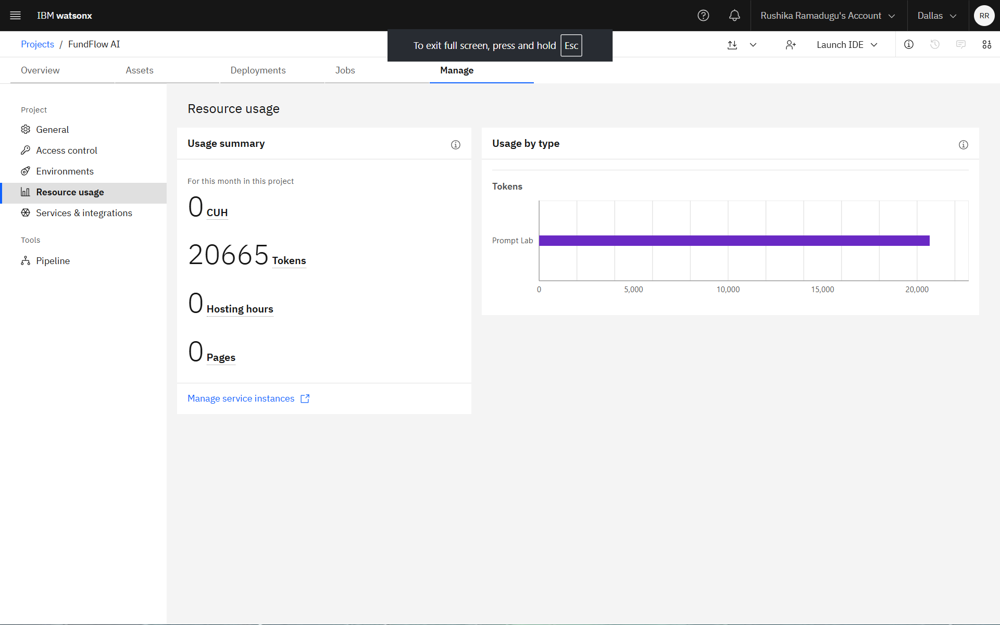 IBM watsonx
Rushika Ramadugu's Account
Dallas
RR
Projects / FundFlow AI
To exit full screen, press and hold Esc
Launch IDE
Overview
Assets
Deployments
Jobs
Manage
Project
General
Access control
Environments
Resource usage
Services & integrations
Tools
Pipeline
Resource usage
Usage summary
For this month in this project
0 CUH
20665 Tokens
0 Hosting hours
0 Pages
Manage service instances
Usage by type
Tokens
Prompt Lab
0 5,000 10,000 15,000 20,000